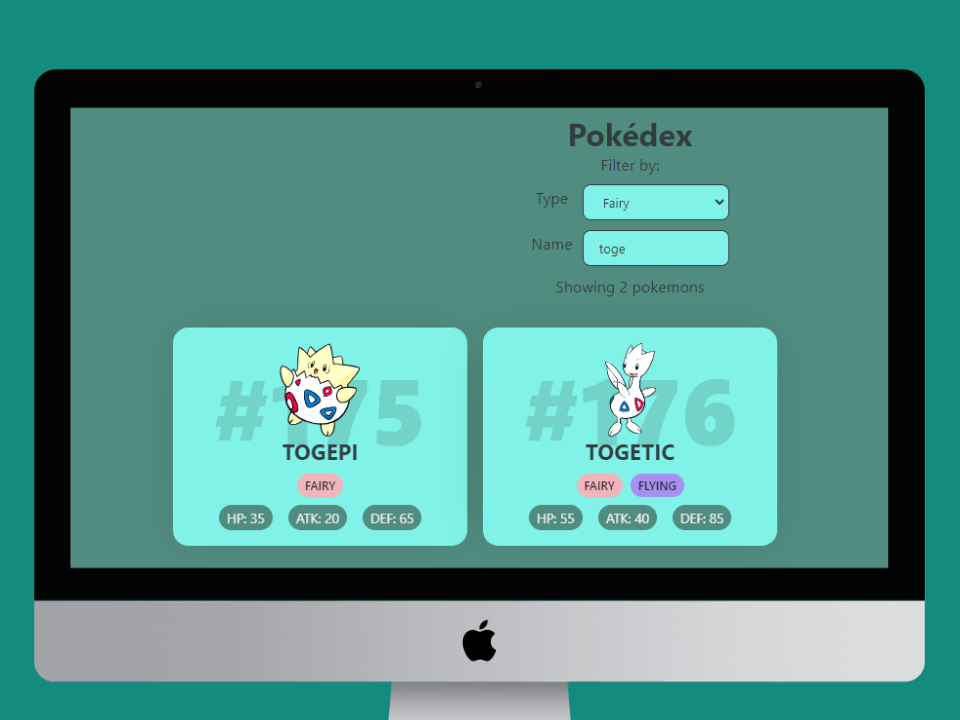 Pokédex
Filter by:
Type Fairy
Name toge
Showing 2 pokemons
#175
TOGEPI
FAIRY
HP: 35 ATK: 20 DEF: 65
#176
TOGETIC
FAIRY FLYING
HP: 55 ATK: 40 DEF: 85